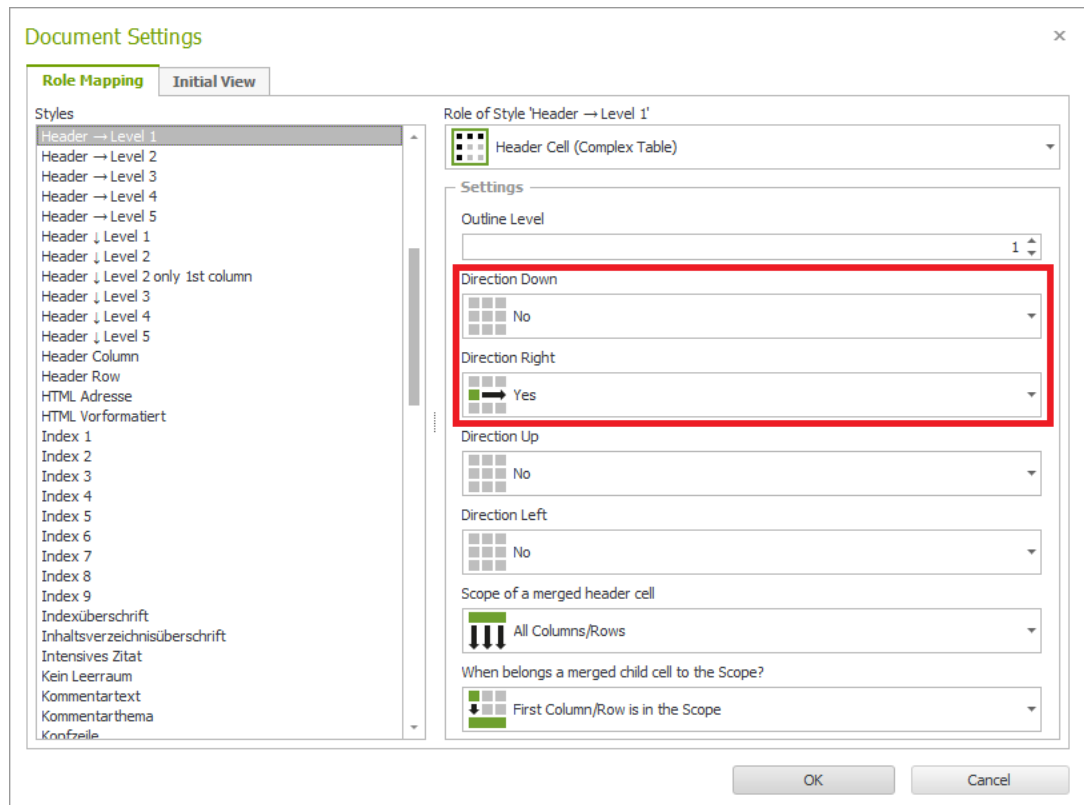 Document Settings
Role Mapping
Initial View
Styles
Header → Level 1
Header → Level 2
Header → Level 3
Header → Level 4
Header → Level 5
Header ↓ Level 1
Header ↓ Level 2
Header ↓ Level 2 only 1st column
Header ↓ Level 3
Header ↓ Level 4
Header ↓ Level 5
Header Column
Header Row
HTML Adresse
HTML Vorformatiert
Index 1
Index 2
Index 3
Index 4
Index 5
Index 6
Index 7
Index 8
Index 9
Indexüberschrift
Inhaltsverzeichnisüberschrift
Intensives Zitat
Kein Leerraum
Kommentartext
Kommentarthema
Kopfzeile
Role of Style 'Header → Level 1'
Header Cell (Complex Table)
Settings
Outline Level
1
Direction Down
No
Direction Right
Yes
Direction Up
No
Direction Left
No
Scope of a merged header cell
All Columns/Rows
When belongs a merged child cell to the Scope?
First Column/Row is in the Scope
OK
Cancel